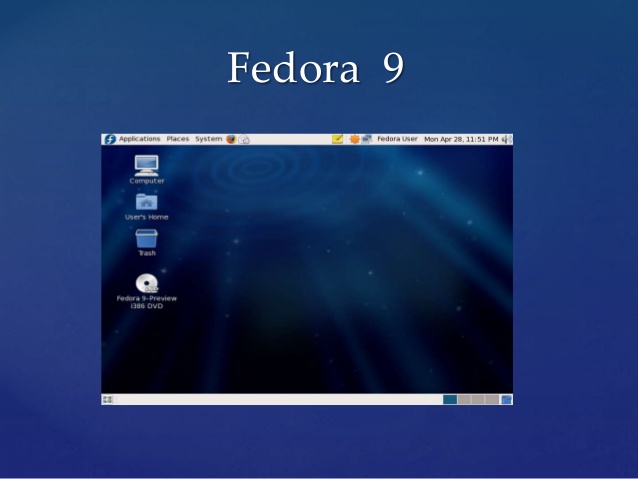 Fedora 9
Applications Places System Fedora User Mon Apr 28, 11:51 PM
Computer
User's Home
Trash
Fedora 9-Preview
i386 DVD